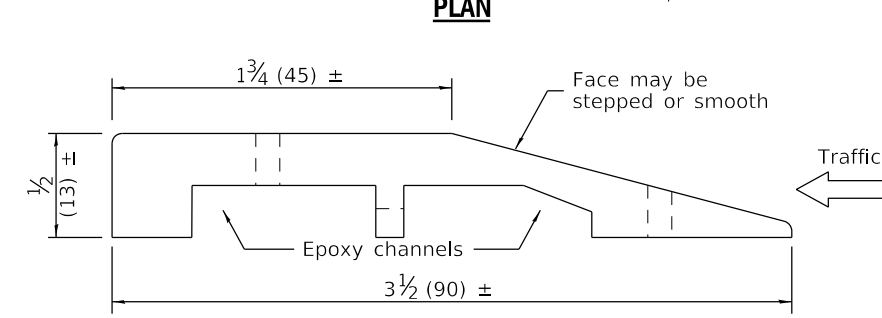 PLAN
1¾ (45) ±
Face may be
stepped or smooth
Traffic
½
(13) ±
Epoxy channels
3½ (90) ±